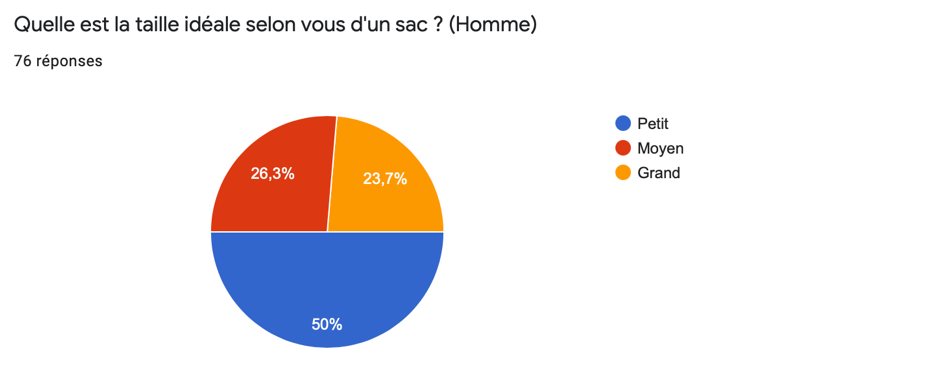 Quelle est la taille idéale selon vous d'un sac ? (Homme)
76 réponses
26,3%
23,7%
50%
Petit
Moyen
Grand